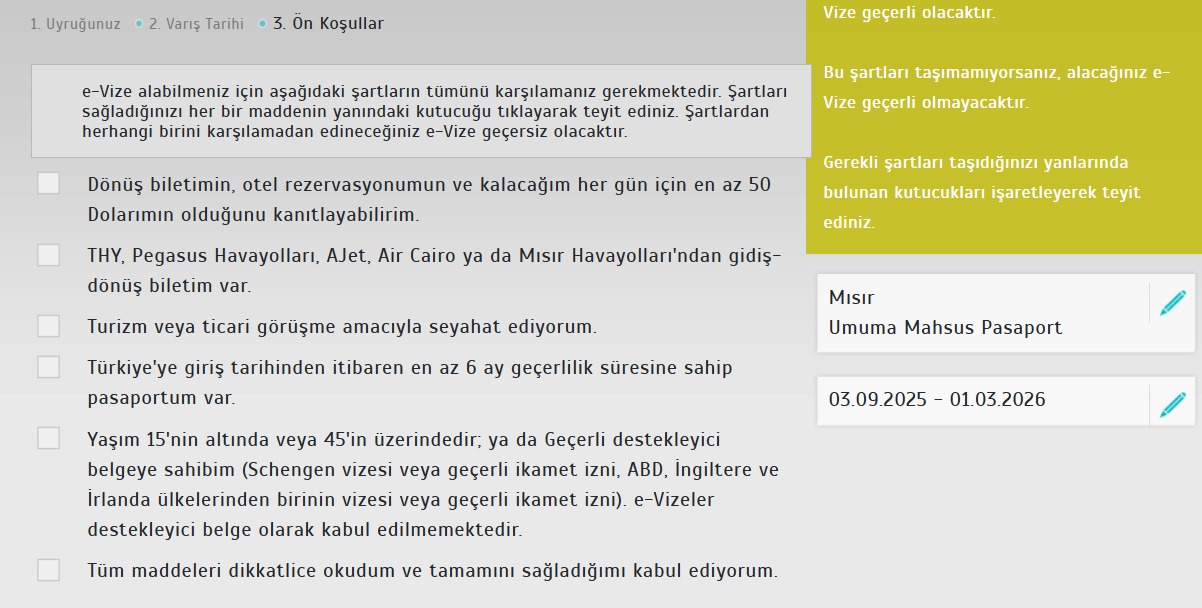 1. Uyruğunuz
2. Varış Tarihi
3. Ön Koşullar
e-Vize alabilmeniz için aşağıdaki şartların tümünü karşılamanız gerekmektedir. Şartları
sağladığınızı her bir maddenin yanındaki kutucuğu tıklayarak teyit ediniz. Şartlardan
herhangi birini karşılamadan edineceğiniz e-Vize geçersiz olacaktır.
Dönüş biletimin, otel rezervasyonumun ve kalacağım her gün için en az 50
Dolarımın olduğunu kanıtlayabilirim.
THY, Pegasus Havayolları, AJet, Air Cairo ya da Mısır Havayolları'ndan gidiş-
dönüş biletim var.
Turizm veya ticari görüşme amacıyla seyahat ediyorum.
Türkiye'ye giriş tarihinden itibaren en az 6 ay geçerlilik süresine sahip
pasaportum var.
Yaşım 15'nin altında veya 45'in üzerindedir; ya da Geçerli destekleyici
belgeye sahibim (Schengen vizesi veya geçerli ikamet izni, ABD, İngiltere ve
İrlanda ülkelerinden birinin vizesi veya geçerli ikamet izni). e-Vizeler
destekleyici belge olarak kabul edilmemektedir.
Tüm maddeleri dikkatlice okudum ve tamamını sağladığımı kabul ediyorum.
Vize geçerli olacaktır.
Bu şartları taşımamıyorsanız, alacağınız e-
Vize geçerli olmayacaktır.
Gerekli şartları taşıdığınızı yanlarında
bulunan kutucukları işaretleyerek teyit
ediniz.
Mısır
Umuma Mahsus Pasaport
03.09.2025 - 01.03.2026